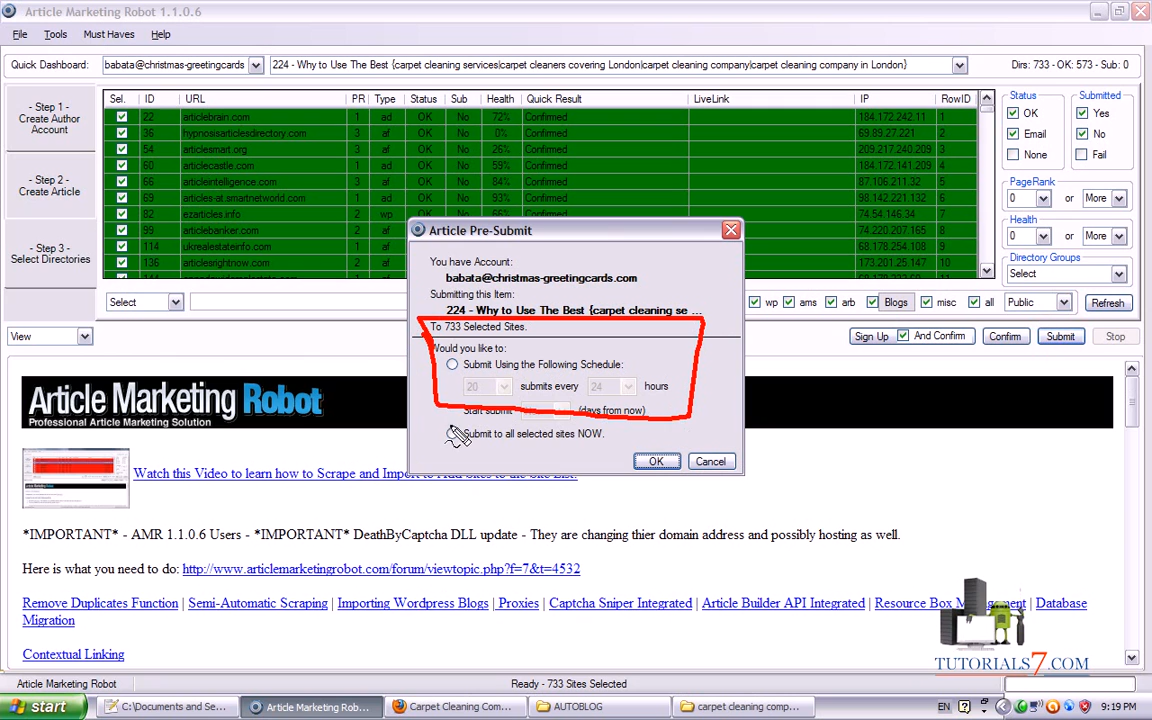 Article Marketing Robot 1.1.0.6
File Tools Must Haves Help
Quick Dashboard: babata@christmas-greetingcards 224 - Why to Use The Best {carpet cleaning services|carpet cleaners covering London|carpet cleaning company|carpet cleaning company in London} Dirs: 733 - OK: 573 - Sub: 0
- Step 1 -
Create Author
Account
- Step 2 -
Create Article
- Step 3 -
Select Directories
Sel. ID URL PR Type Status Sub Health Quick Result LiveLink IP RowID
22 articlebrain.com 1 ad OK No 72% Confirmed 184.172.242.11 1
36 hypnosisarticlesdirectory.com 3 af OK No 0% Confirmed 69.89.27.221 2
54 articlesmart.org 3 af OK No 26% Confirmed 209.217.240.209 3
60 articlecastle.com 1 ad OK No 59% Confirmed 184.172.141.209 4
66 articleintelligence.com 3 af OK No 84% Confirmed 87.106.211.32 5
69 articles-at.smartnetworld.com 1 ad OK No 93% Confirmed 98.142.221.132 6
82 ezarticles.info 2 wp OK No 66% Confirmed 74.54.146.34 7
99 articlebanker.com 74.220.207.165 8
114 ukrealestateinfo.com 68.178.254.108 9
136 articlesrightnow.com 173.201.25.147 10
Status
OK
Email
None
Submitted
Yes
No
Fail
PageRank
0 or More
Health
0 or More
Directory Groups
Select
Select wp ams arb Blogs misc all Public Refresh
View Sign Up And Confirm Confirm Submit Stop
Article Pre-Submit
You have Account:
babata@christmas-greetingcards.com
Submitting this Item:
224 - Why to Use The Best {carpet cleaning se ...
To 733 Selected Sites.
Would you like to:
Submit Using the Following Schedule:
20 submits every 24 hours
Start submit (days from now)
Submit to all selected sites NOW.
OK Cancel
Article Marketing Robot
Professional Article Marketing Solution
Watch this Video to learn how to Scrape and Import to Add Sites to the Site List.
*IMPORTANT* - AMR 1.1.0.6 Users - *IMPORTANT* DeathByCaptcha DLL update - They are changing thier domain address and possibly hosting as well.
Here is what you need to do: http://www.articlemarketingrobot.com/forum/viewtopic.php?f=7&t=4532
Remove Duplicates Function | Semi-Automatic Scraping | Importing Wordpress Blogs | Proxies | Captcha Sniper Integrated | Article Builder API Integrated | Resource Box Management | Database
Migration
Contextual Linking
TUTORIALS7.COM
Article Marketing Robot Ready - 733 Sites Selected
start C:\Documents and Se... Article Marketing Rob... Carpet Cleaning Com... AUTOBLOG carpet cleaning comp... EN 9:19 PM